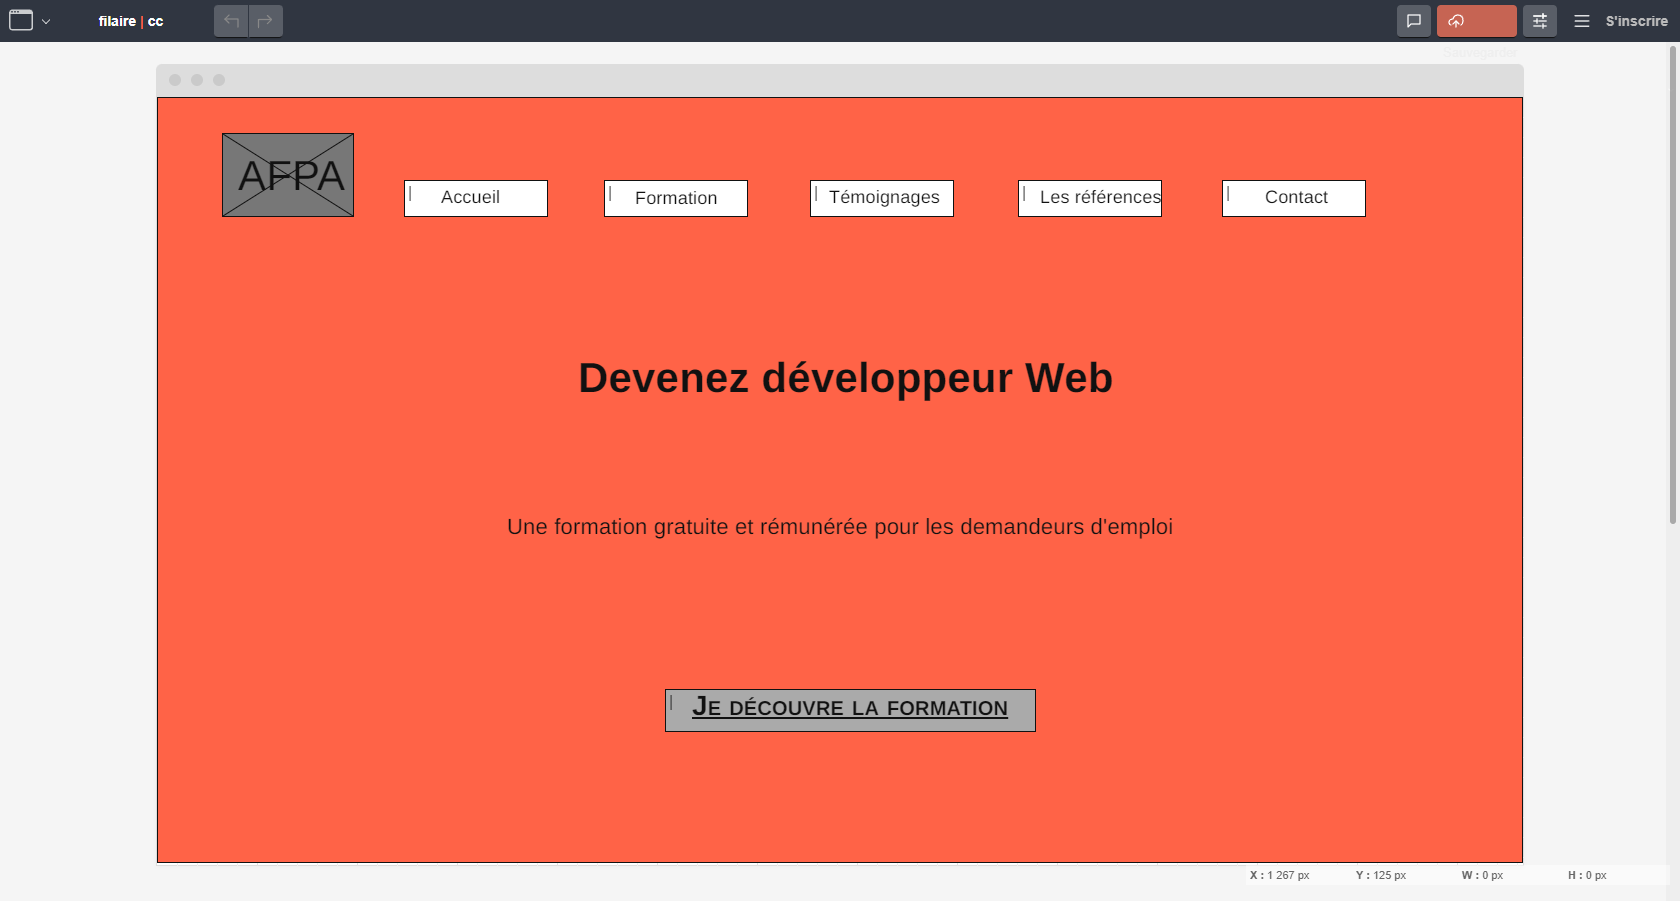 filaire | cc
S'inscrire
Sauvegarder
AFPA
Accueil
Formation
Témoignages
Les références
Contact
Devenez développeur Web
Une formation gratuite et rémunérée pour les demandeurs d'emploi
Je découvre la formation
X : 1 267 px Y : 125 px W : 0 px H : 0 px